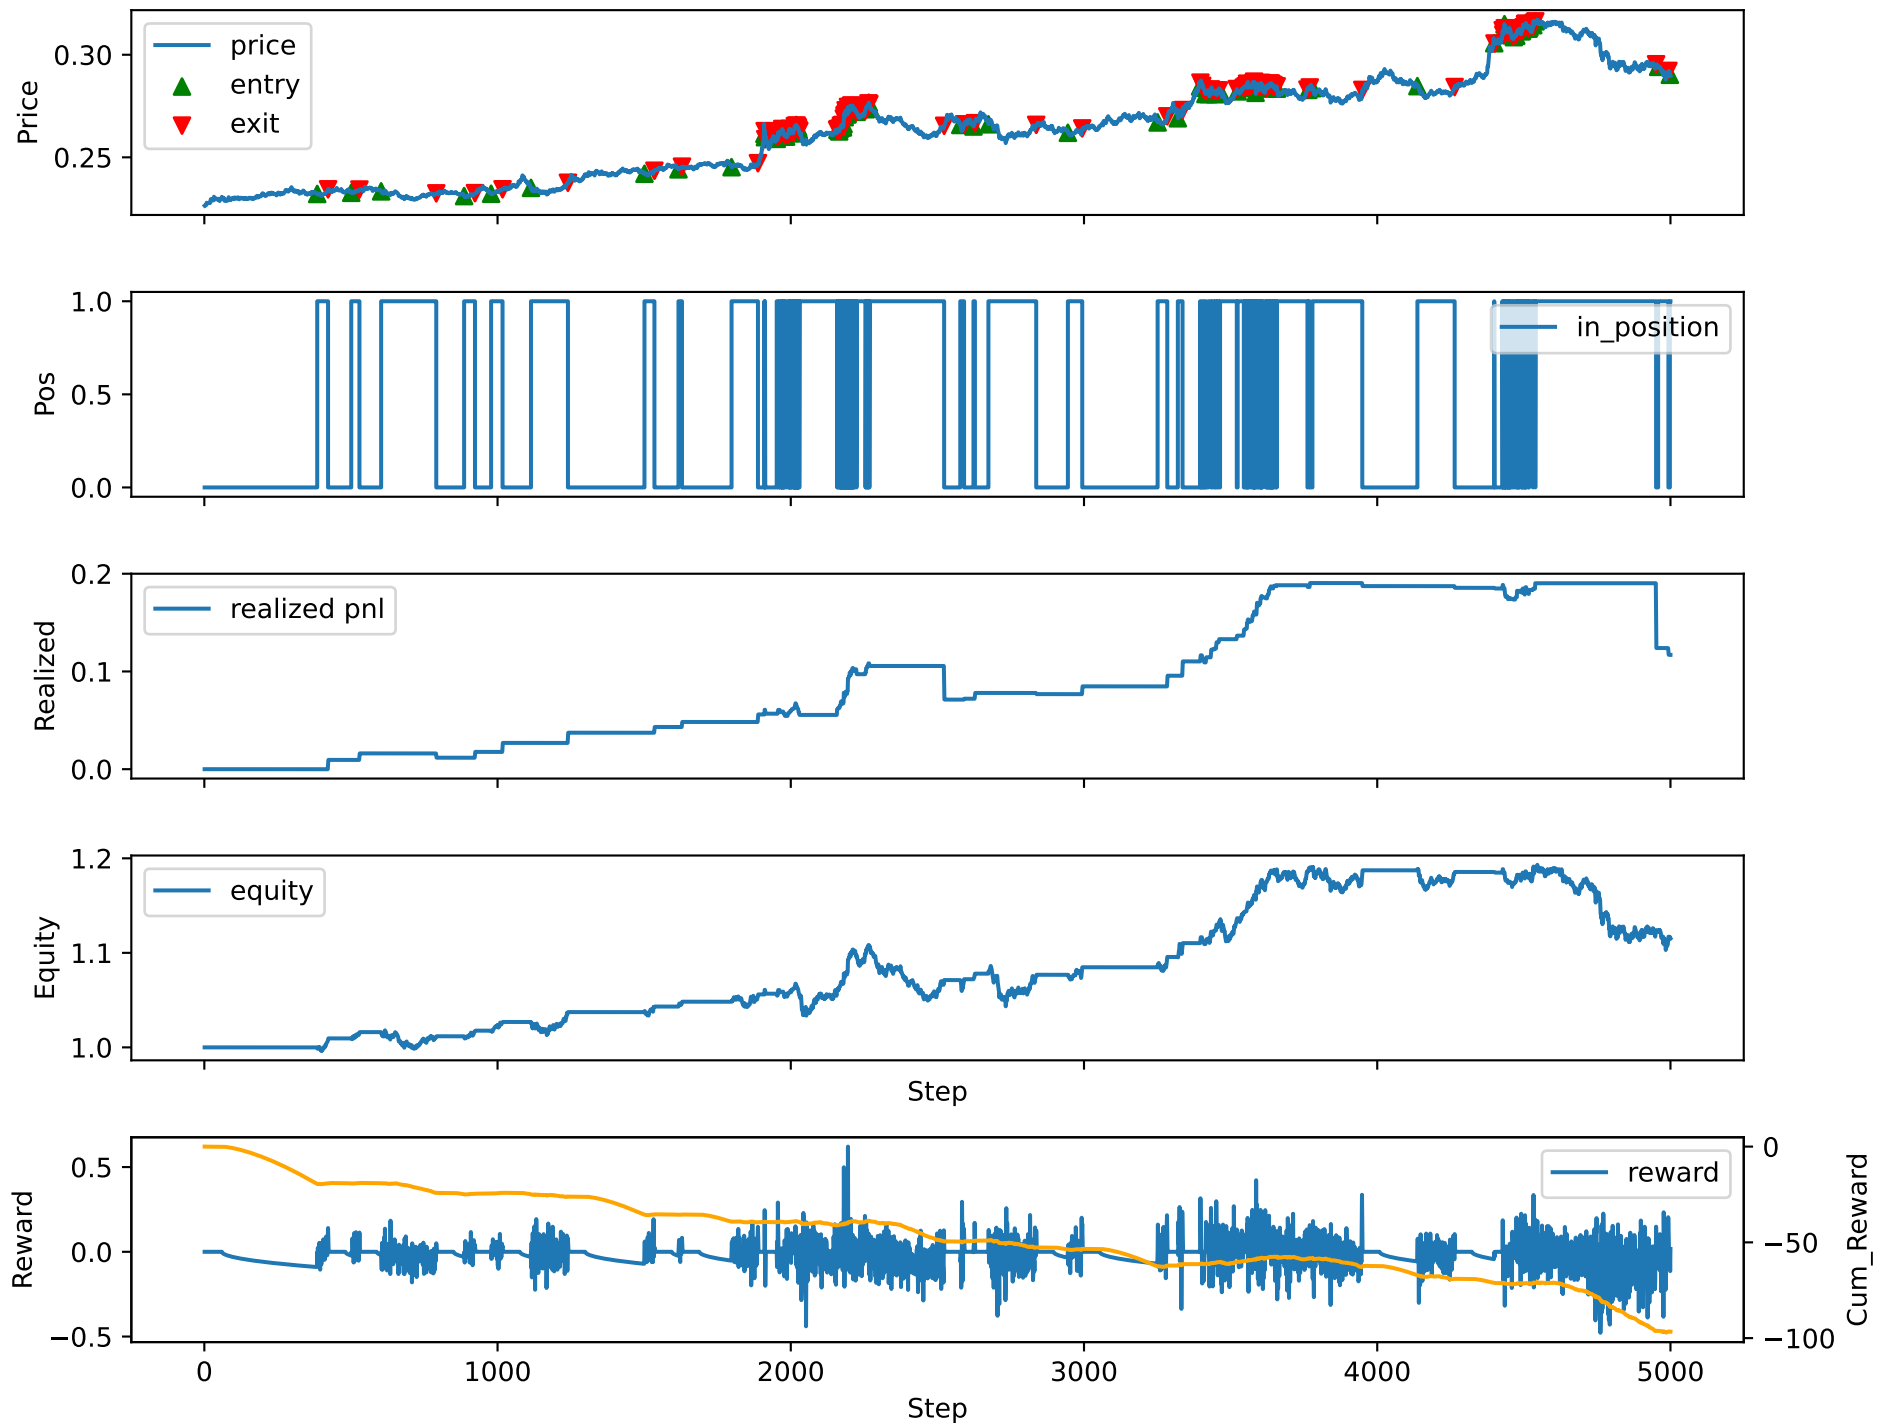 Price
0.30
0.25
price
entry
exit
Pos
1.0
0.5
0.0
in_position
Realized
0.2
0.1
0.0
realized pnl
Equity
1.2
1.1
1.0
equity
Step
Reward
0.5
0.0
−0.5
reward
0
−50
−100
Cum_Reward
0 1000 2000 3000 4000 5000
Step